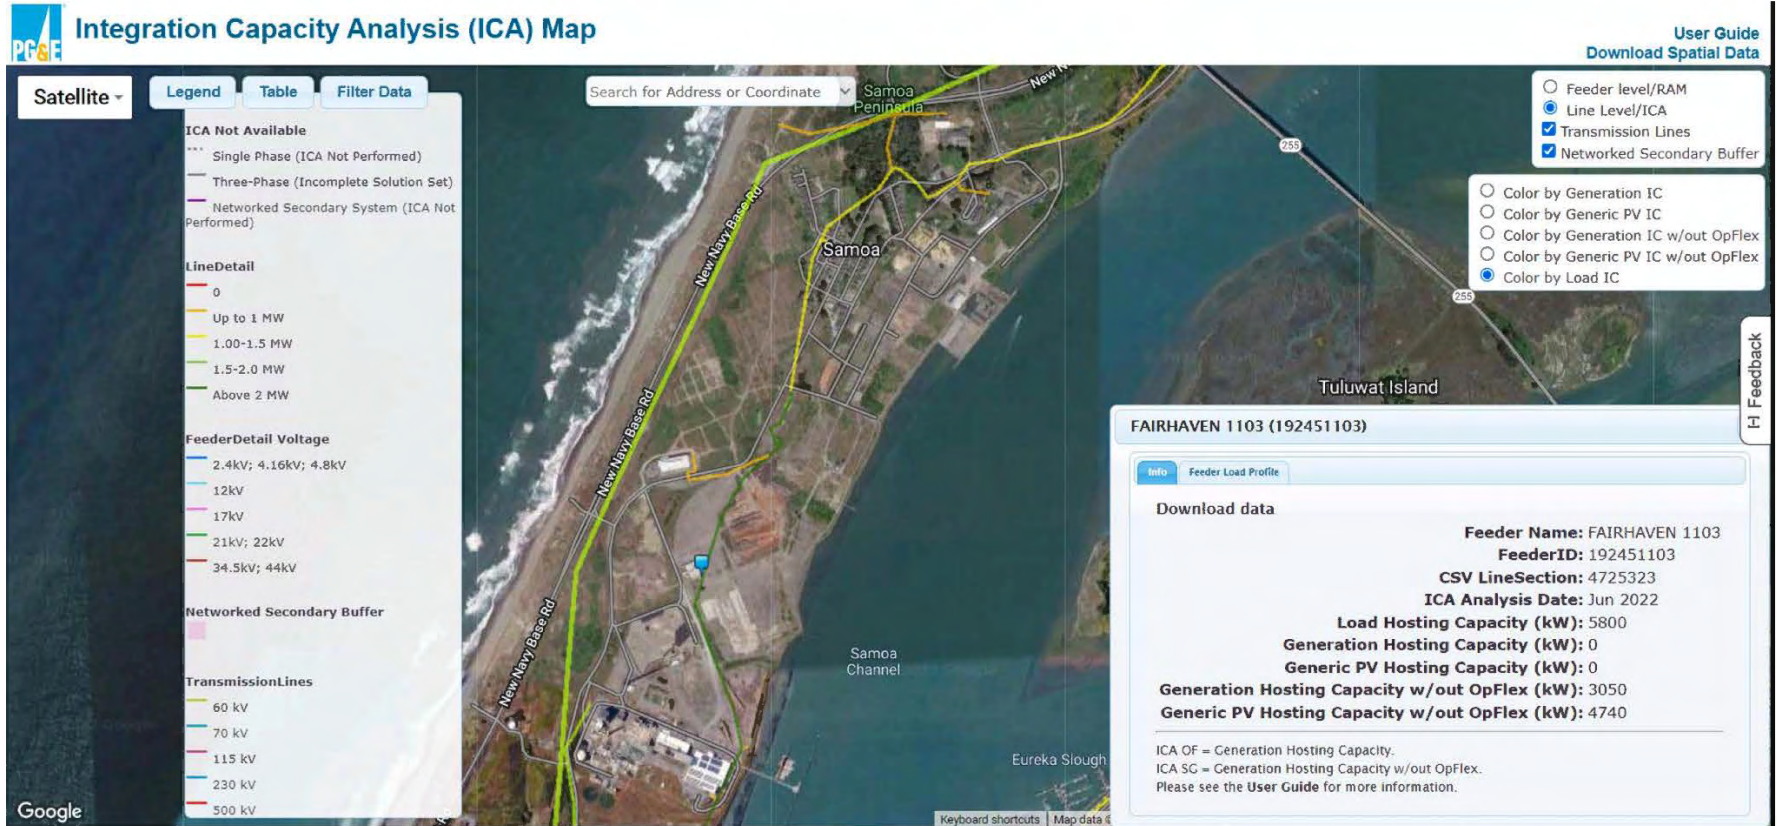 PG&E
Integration Capacity Analysis (ICA) Map
User Guide
Download Spatial Data
Satellite
Legend
Table
Filter Data
Search for Address or Coordinate
ICA Not Available
Single Phase (ICA Not Performed)
Three-Phase (Incomplete Solution Set)
Networked Secondary System (ICA Not
Performed)
LineDetail
0
Up to 1 MW
1.00-1.5 MW
1.5-2.0 MW
Above 2 MW
FeederDetail Voltage
2.4kV; 4.16kV; 4.8kV
12kV
17kV
21kV; 22kV
34.5kV; 44kV
Networked Secondary Buffer
TransmissionLines
60 kV
70 kV
115 kV
230 kV
500 kV
Google
Samoa
Peninsula
New N
New Navy Base Rd
Samoa
New Navy Base Rd
New Navy Base Rd
Samoa
Channel
Eureka Slough
255
255
Tuluwat Island
Keyboard shortcuts
Map data ©
Feeder level/RAM
Line Level/ICA
Transmission Lines
Networked Secondary Buffer
Color by Generation IC
Color by Generic PV IC
Color by Generation IC w/out OpFlex
Color by Generic PV IC w/out OpFlex
Color by Load IC
[-] Feedback
FAIRHAVEN 1103 (192451103)
Info
Feeder Load Profile
Download data
Feeder Name: FAIRHAVEN 1103
FeederID: 192451103
CSV LineSection: 4725323
ICA Analysis Date: Jun 2022
Load Hosting Capacity (kW): 5800
Generation Hosting Capacity (kW): 0
Generic PV Hosting Capacity (kW): 0
Generation Hosting Capacity w/out OpFlex (kW): 3050
Generic PV Hosting Capacity w/out OpFlex (kW): 4740
ICA OF = Generation Hosting Capacity.
ICA SG = Generation Hosting Capacity w/out OpFlex.
Please see the User Guide for more information.